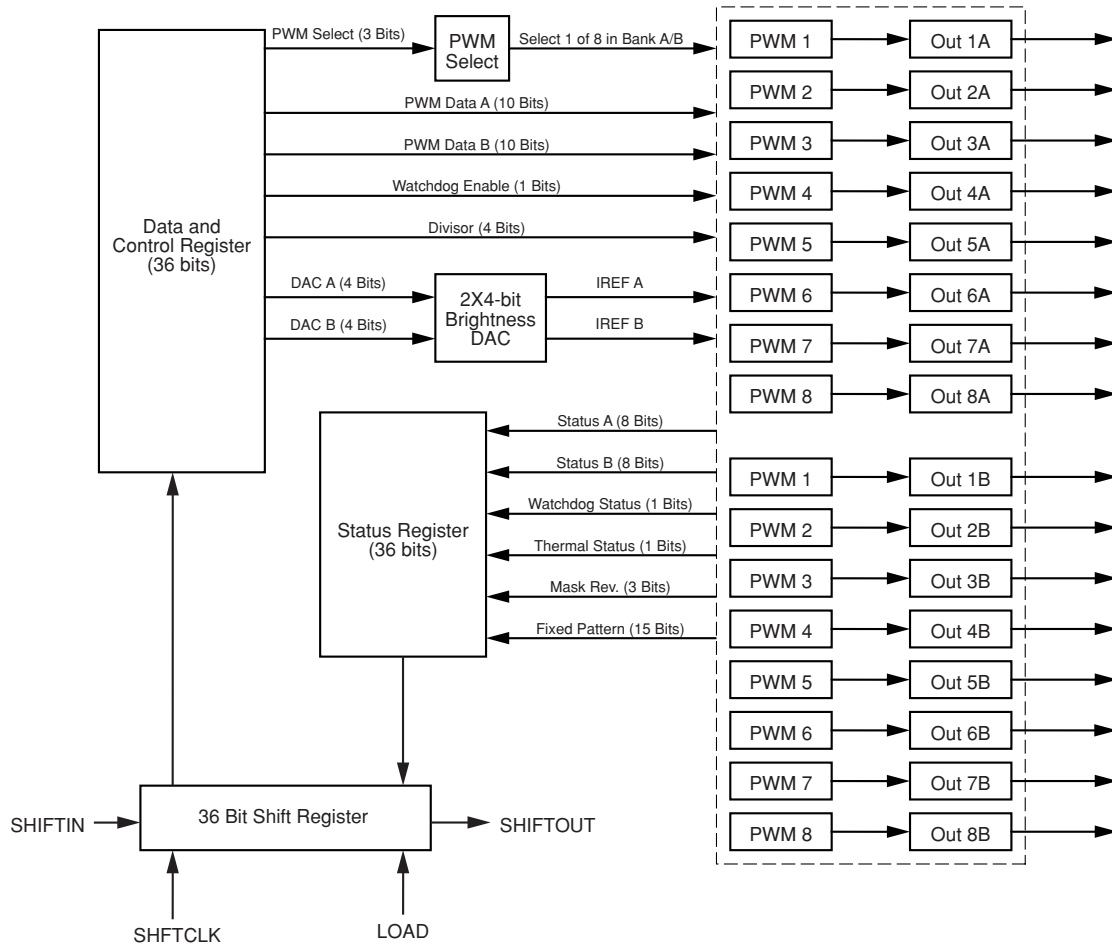 PWM Select (3 Bits)
PWM
Select
Select 1 of 8 in Bank A/B
PWM Data A (10 Bits)
PWM Data B (10 Bits)
Watchdog Enable (1 Bits)
Divisor (4 Bits)
Data and
Control Register
(36 bits)
DAC A (4 Bits)
DAC B (4 Bits)
2X4-bit
Brightness
DAC
IREF A
IREF B
PWM 1
Out 1A
PWM 2
Out 2A
PWM 3
Out 3A
PWM 4
Out 4A
PWM 5
Out 5A
PWM 6
Out 6A
PWM 7
Out 7A
PWM 8
Out 8A
Status A (8 Bits)
Status B (8 Bits)
Watchdog Status (1 Bits)
Thermal Status (1 Bits)
Mask Rev. (3 Bits)
Fixed Pattern (15 Bits)
Status Register
(36 bits)
PWM 1
Out 1B
PWM 2
Out 2B
PWM 3
Out 3B
PWM 4
Out 4B
PWM 5
Out 5B
PWM 6
Out 6B
PWM 7
Out 7B
PWM 8
Out 8B
SHIFTIN
36 Bit Shift Register
SHIFTOUT
SHFTCLK
LOAD